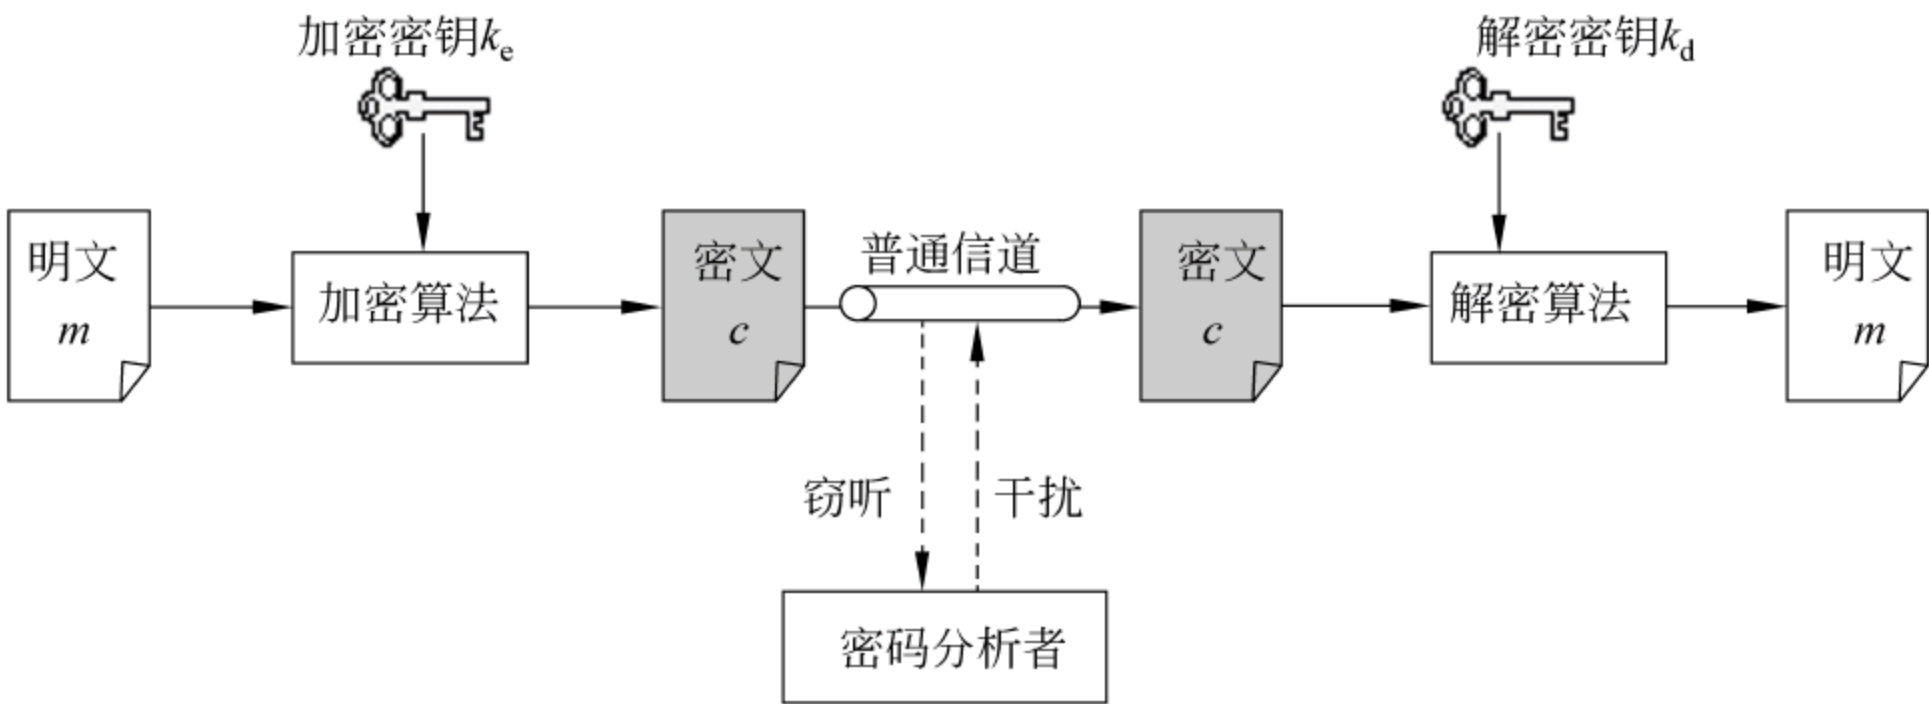 加密密钥ke
解密密钥kd
明文
m
加密算法
密文
c
普通信道
密文
c
解密算法
明文
m
窃听
干扰
密码分析者